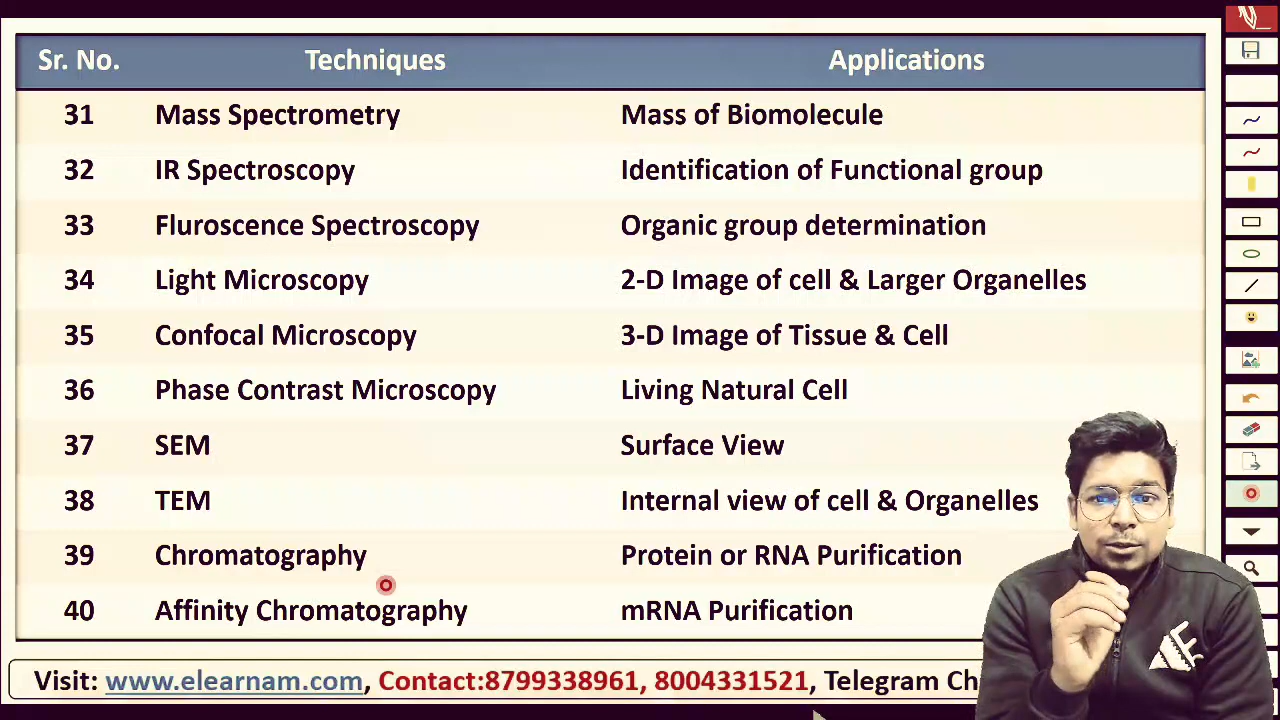 Sr. No. Techniques Applications
31 Mass Spectrometry Mass of Biomolecule
32 IR Spectroscopy Identification of Functional group
33 Fluroscence Spectroscopy Organic group determination
34 Light Microscopy 2-D Image of cell & Larger Organelles
35 Confocal Microscopy 3-D Image of Tissue & Cell
36 Phase Contrast Microscopy Living Natural Cell
37 SEM Surface View
38 TEM Internal view of cell & Organelles
39 Chromatography Protein or RNA Purification
40 Affinity Chromatography mRNA Purification
Visit: www.elearnam.com, Contact:8799338961, 8004331521, Telegram